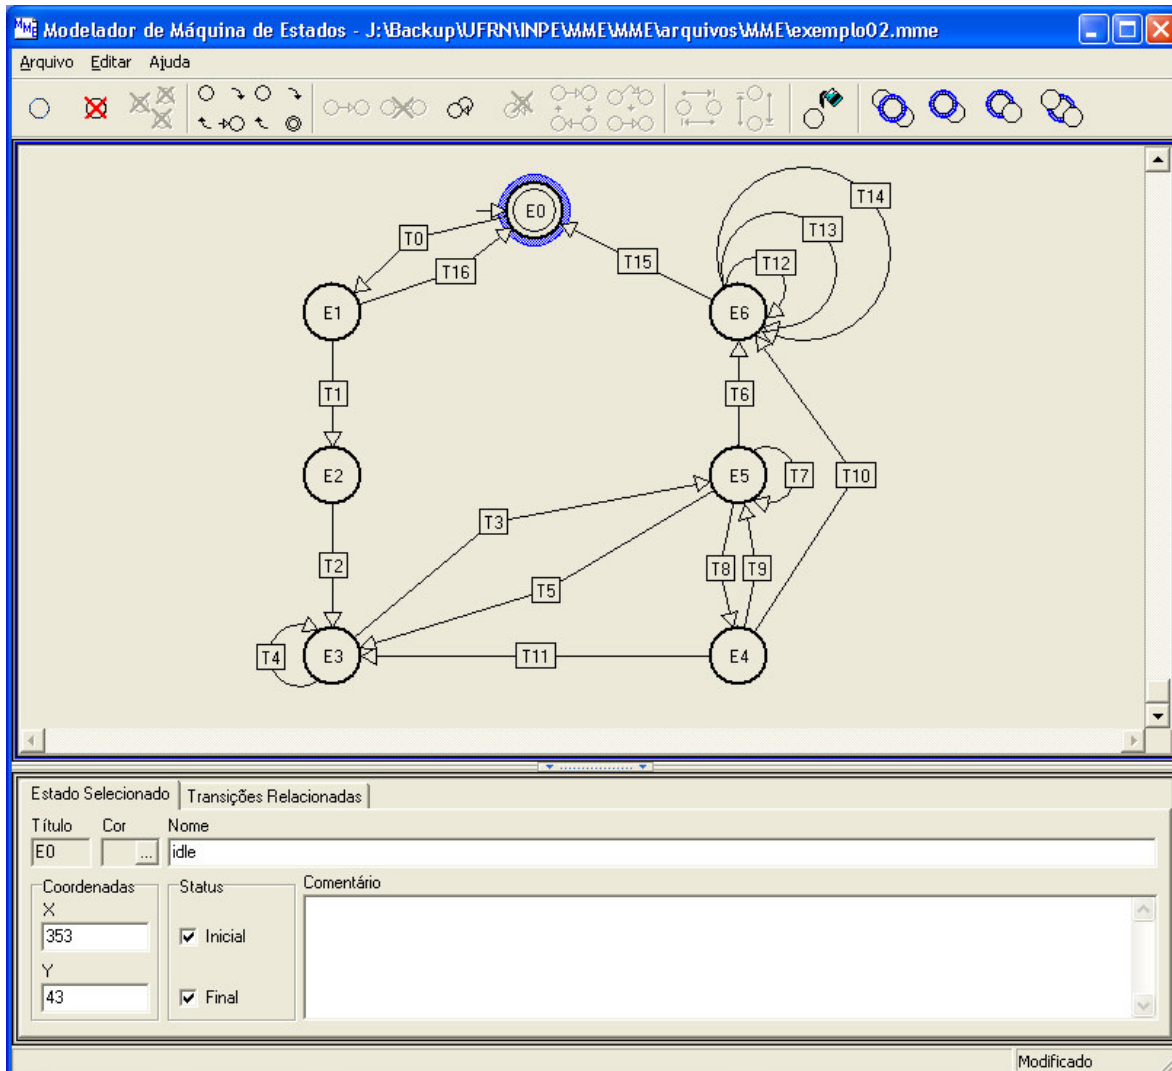 MME Modelador de Máquina de Estados - J:\Backup\UFRN\INPE\MME\MME\arquivos\MME\exemplo02.mme
Arquivo Editar Ajuda
E0
T14
T0
T13
T16
T15
T12
E1
E6
T1
T6
E2
E5
T7
T10
T3
T2
T8
T9
T5
T4
E3
T11
E4
Estado Selecionado Transições Relacionadas
Título Cor Nome
E0 ... idle
Coordenadas Status Comentário
X
353 Inicial
Y
43 Final
Modificado